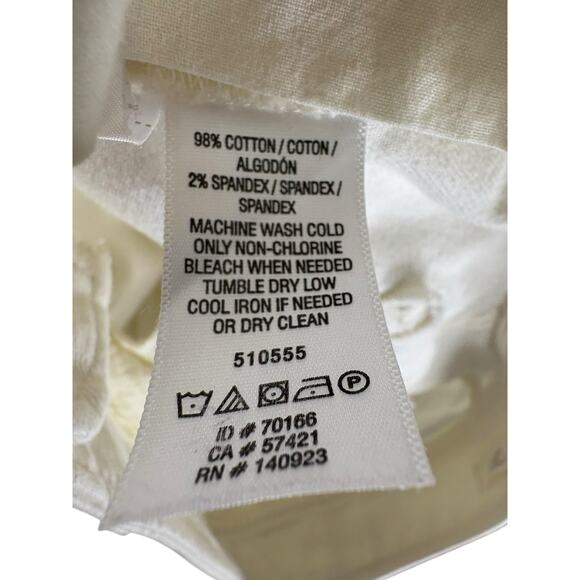 98% COTTON / COTON /
ALGODÓN
2% SPANDEX / SPANDEX /
SPANDEX
MACHINE WASH COLD
ONLY NON-CHLORINE
BLEACH WHEN NEEDED
TUMBLE DRY LOW
COOL IRON IF NEEDED
OR DRY CLEAN
510555
P
ID # 70166
CA # 57421
RN # 140923